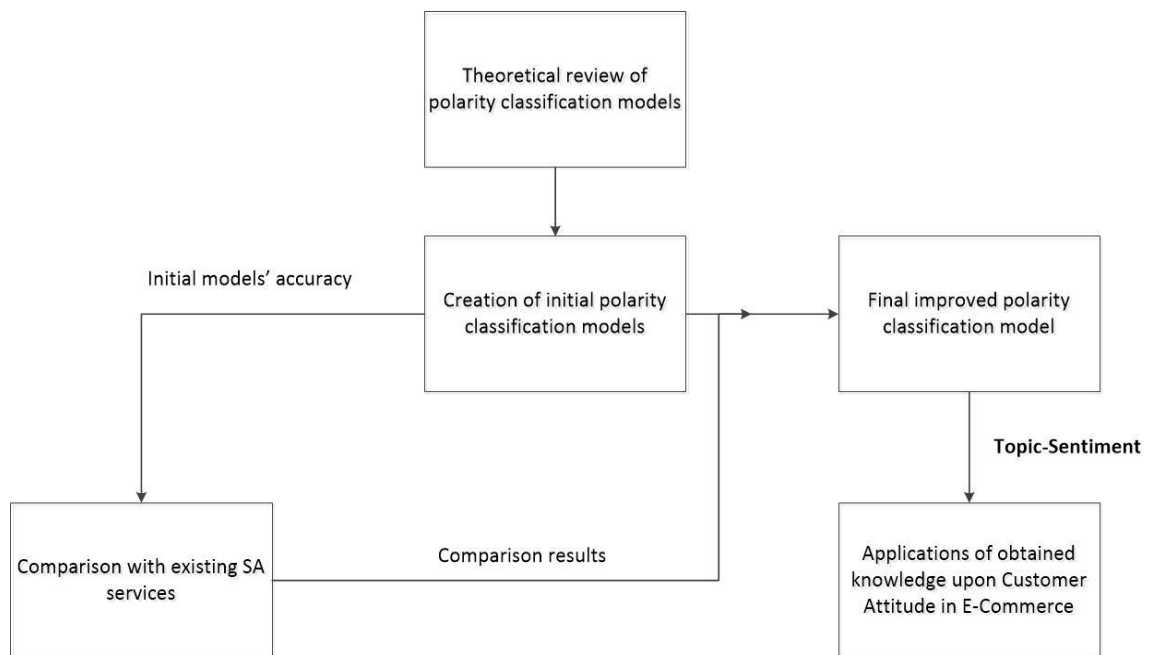 Theoretical review of
polarity classification models
Initial models’ accuracy
Creation of initial polarity
classification models
Final improved polarity
classification model
Topic-Sentiment
Comparison with existing SA
services
Comparison results
Applications of obtained
knowledge upon Customer
Attitude in E-Commerce